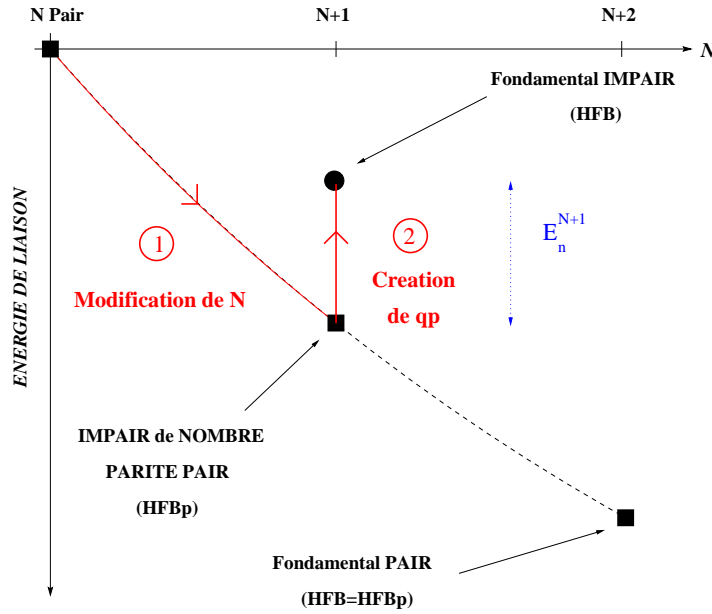 N Pair
N+1
N+2
N
Fondamental IMPAIR
(HFB)
ENERGIE DE LIAISON
1
Modification de N
2
Creation
de qp
E_n^{N+1}
IMPAIR de NOMBRE
PARITE PAIR
(HFBp)
Fondamental PAIR
(HFB=HFBp)